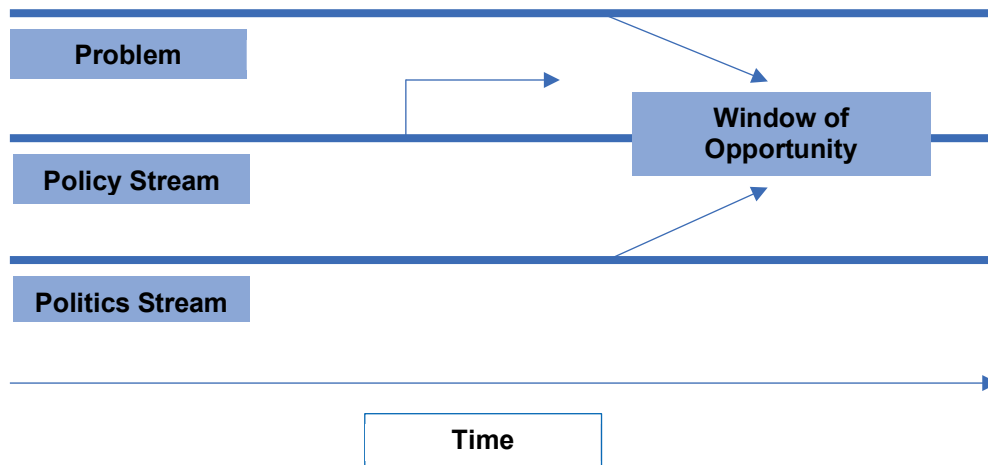 Problem
Window of
Opportunity
Policy Stream
Politics Stream
Time